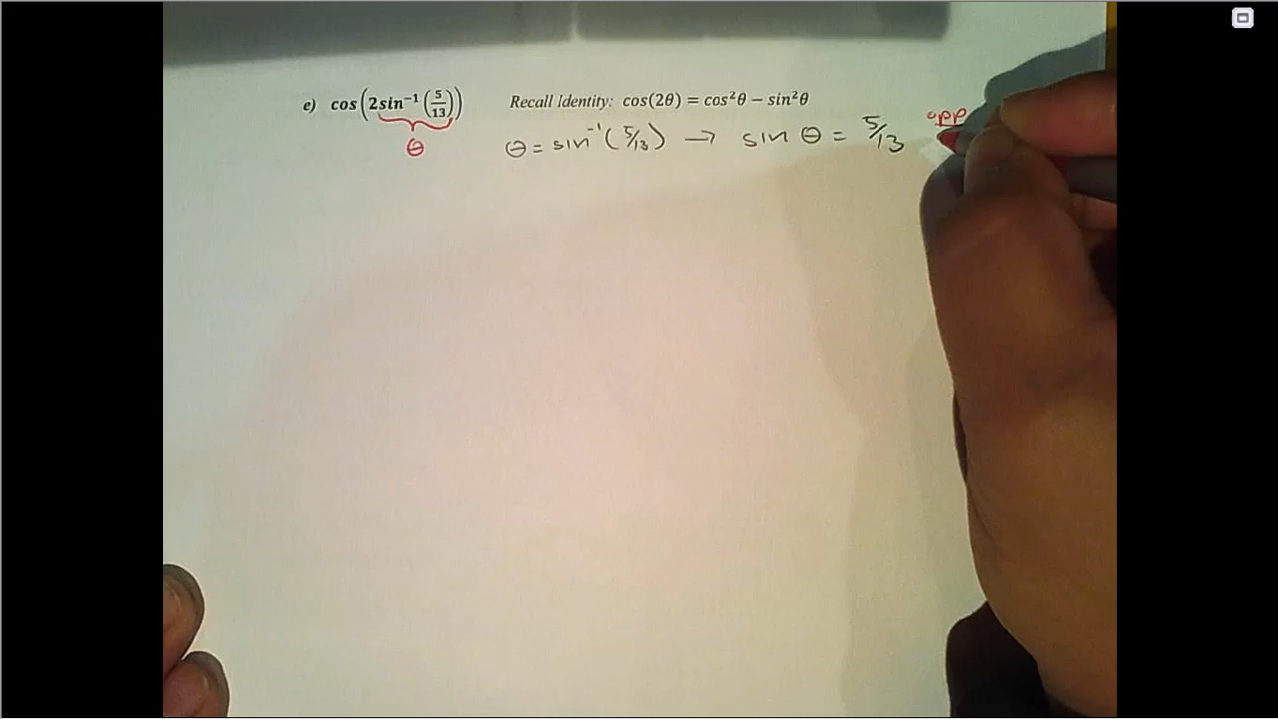 e) cos(2sin⁻¹(5/13)) Recall Identity: cos(2θ) = cos²θ − sin²θ
θ
θ = sin⁻¹(5/13) → sin θ = 5/13 opp